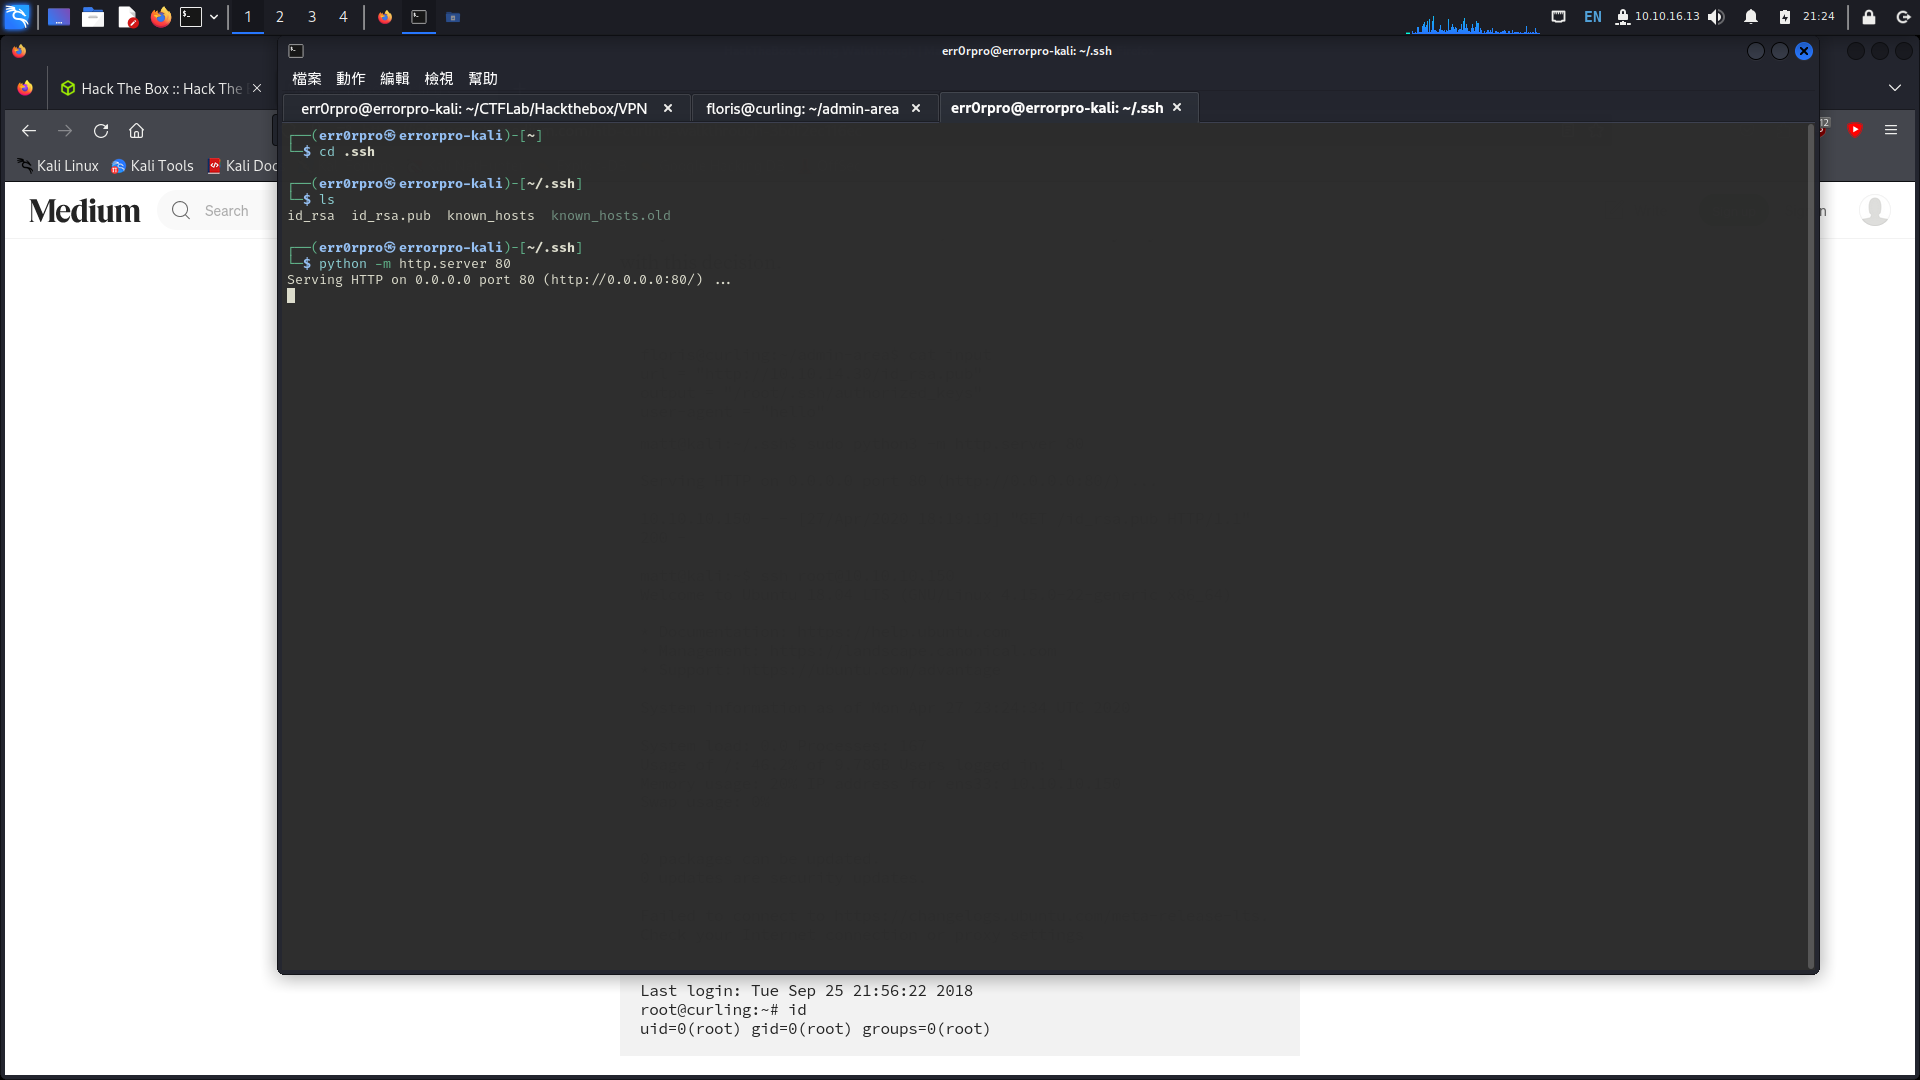 1 2 3 4
EN 10.10.16.13 21:24
err0rpro@errorpro-kali: ~/.ssh
檔案 動作 編輯 檢視 幫助
Hack The Box :: Hack The
err0rpro@errorpro-kali: ~/CTFLab/Hackthebox/VPN
floris@curling: ~/admin-area
err0rpro@errorpro-kali: ~/.ssh
12
┌──(err0rpro㉿errorpro-kali)-[~]
└─$ cd .ssh
┌──(err0rpro㉿errorpro-kali)-[~/.ssh]
└─$ ls
id_rsa id_rsa.pub known_hosts known_hosts.old
┌──(err0rpro㉿errorpro-kali)-[~/.ssh]
└─$ python -m http.server 80
Serving HTTP on 0.0.0.0 port 80 (http://0.0.0.0:80/) ...
Kali Linux Kali Tools Kali Doc
Medium Search
Last login: Tue Sep 25 21:56:22 2018
root@curling:~# id
uid=0(root) gid=0(root) groups=0(root)